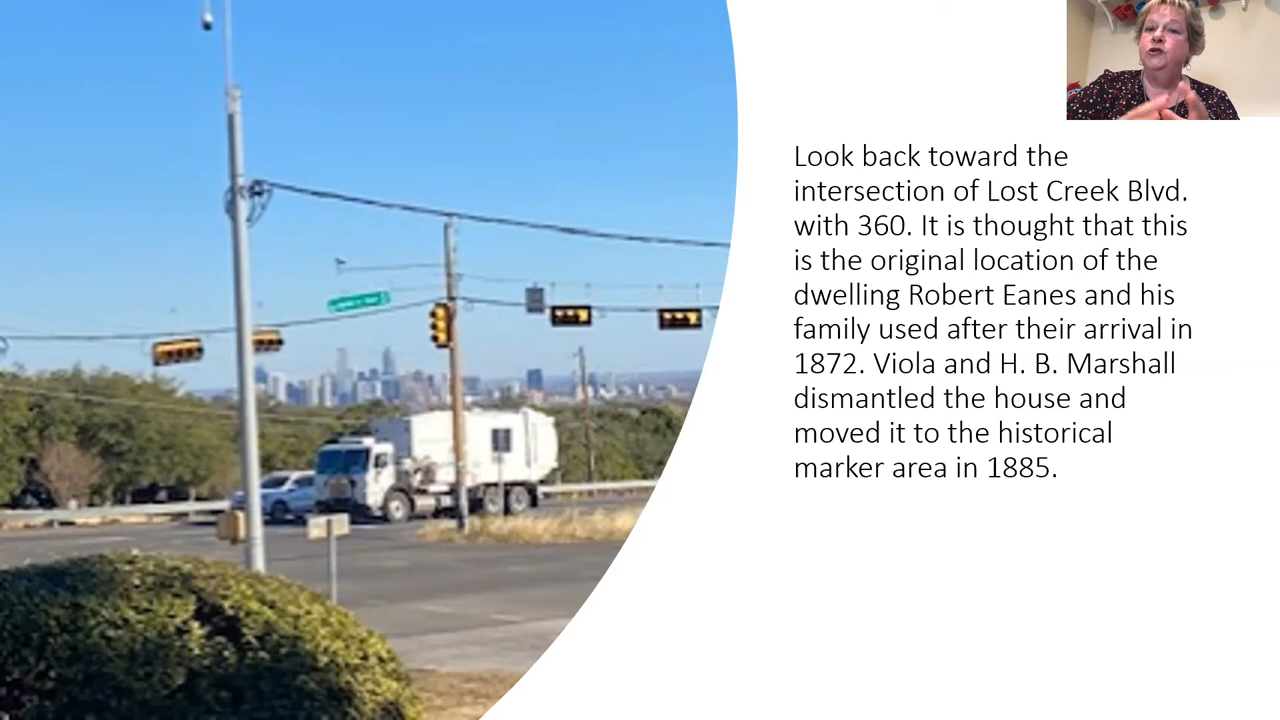 Look back toward the
intersection of Lost Creek Blvd.
with 360. It is thought that this
is the original location of the
dwelling Robert Eanes and his
family used after their arrival in
1872. Viola and H. B. Marshall
dismantled the house and
moved it to the historical
marker area in 1885.